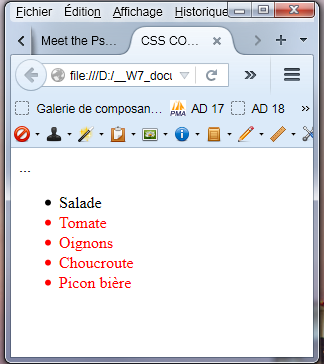 Fichier Édition Affichage Historique
Meet the Ps... CSS CO...
file:///D:/__W7_docu
Galerie de composan... PMA AD 17 AD 18
...
Salade
Tomate
Oignons
Choucroute
Picon bière